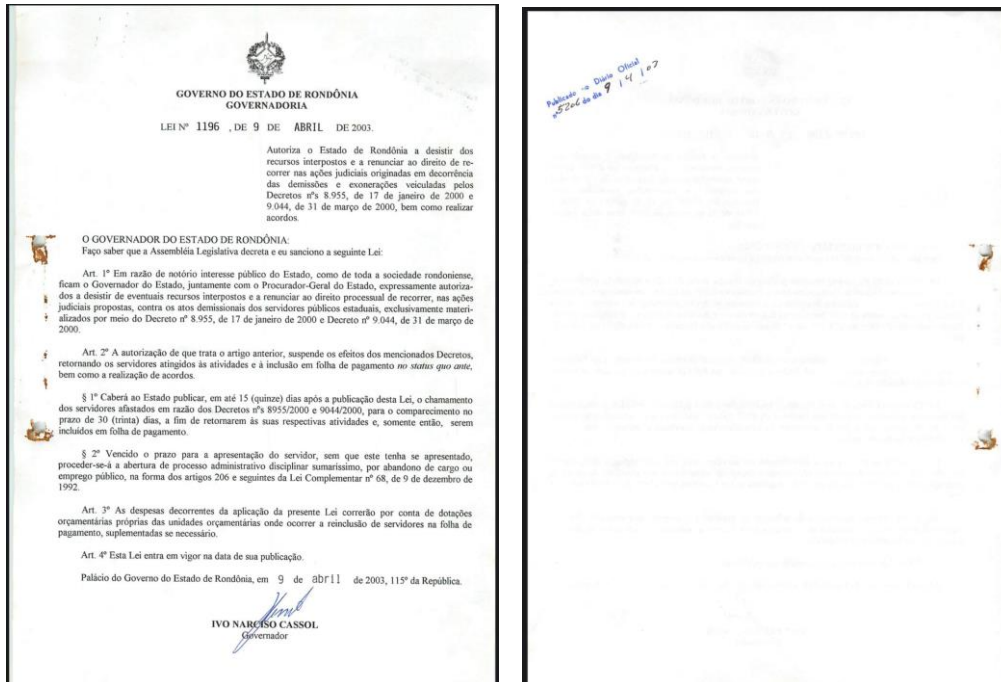 GOVERNO DO ESTADO DE RONDÔNIA
GOVERNADORIA
LEI Nº 1196 , DE 9 DE ABRIL DE 2003.
Autoriza o Estado de Rondônia a desistir dos
recursos interpostos e a renunciar ao direito de re-
correr nas ações judiciais originadas em decorrência
das demissões e exonerações veiculadas pelos
Decretos nºs 8.955, de 17 de janeiro de 2000 e
9.044, de 31 de março de 2000, bem como realizar
acordos.
O GOVERNADOR DO ESTADO DE RONDÔNIA:
Faço saber que a Assembléia Legislativa decreta e eu sanciono a seguinte Lei:
Art. 1º Em razão de notório interesse público do Estado, como de toda a sociedade rondoniense,
ficam o Governador do Estado, juntamente com o Procurador-Geral do Estado, expressamente autoriza-
dos a desistir de eventuais recursos interpostos e a renunciar ao direito processual de recorrer, nas ações
judiciais propostas, contra os atos demissionais dos servidores públicos estaduais, exclusivamente materi-
alizados por meio do Decreto nº 8.955, de 17 de janeiro de 2000 e Decreto nº 9.044, de 31 de março de
2000.
Art. 2º A autorização de que trata o artigo anterior, suspende os efeitos dos mencionados Decretos,
retornando os servidores atingidos às atividades e à inclusão em folha de pagamento no status quo ante,
bem como a realização de acordos.
§ 1º Caberá ao Estado publicar, em até 15 (quinze) dias após a publicação desta Lei, o chamamento
dos servidores afastados em razão dos Decretos nºs 8955/2000 e 9044/2000, para o comparecimento no
prazo de 30 (trinta) dias, a fim de retornarem às suas respectivas atividades e, somente então, serem
incluídos em folha de pagamento.
§ 2º Vencido o prazo para a apresentação do servidor, sem que este tenha se apresentado,
proceder-se-á a abertura de processo administrativo disciplinar sumaríssimo, por abandono de cargo ou
emprego público, na forma dos artigos 206 e seguintes da Lei Complementar nº 68, de 9 de dezembro de
1992.
Art. 3º As despesas decorrentes da aplicação da presente Lei correrão por conta de dotações
orçamentárias próprias das unidades orçamentárias onde ocorrer a reinclusão de servidores na folha de
pagamento, suplementadas se necessário.
Art. 4º Esta Lei entra em vigor na data de sua publicação.
Palácio do Governo do Estado de Rondônia, em 9 de abril de 2003, 115º da República.
IVO NARCISO CASSOL
Governador
Publicado no Diário Oficial
nº 5206 do dia 9 / 4 / 03